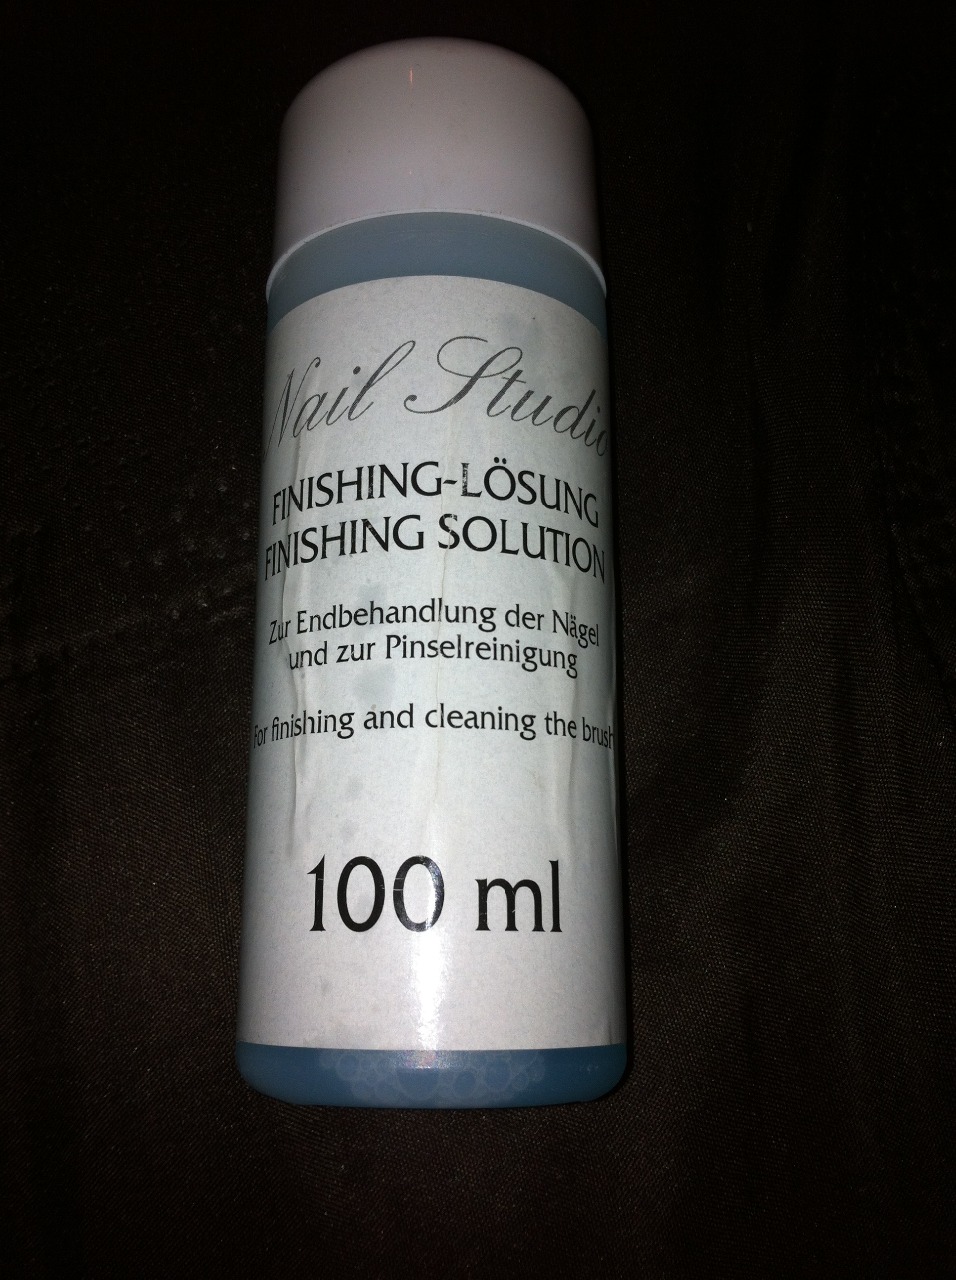 Nail Studio
FINISHING-LÖSUNG
FINISHING SOLUTION
Zur Endbehandlung der Nägel
und zur Pinselreinigung
For finishing and cleaning the brush
100 ml